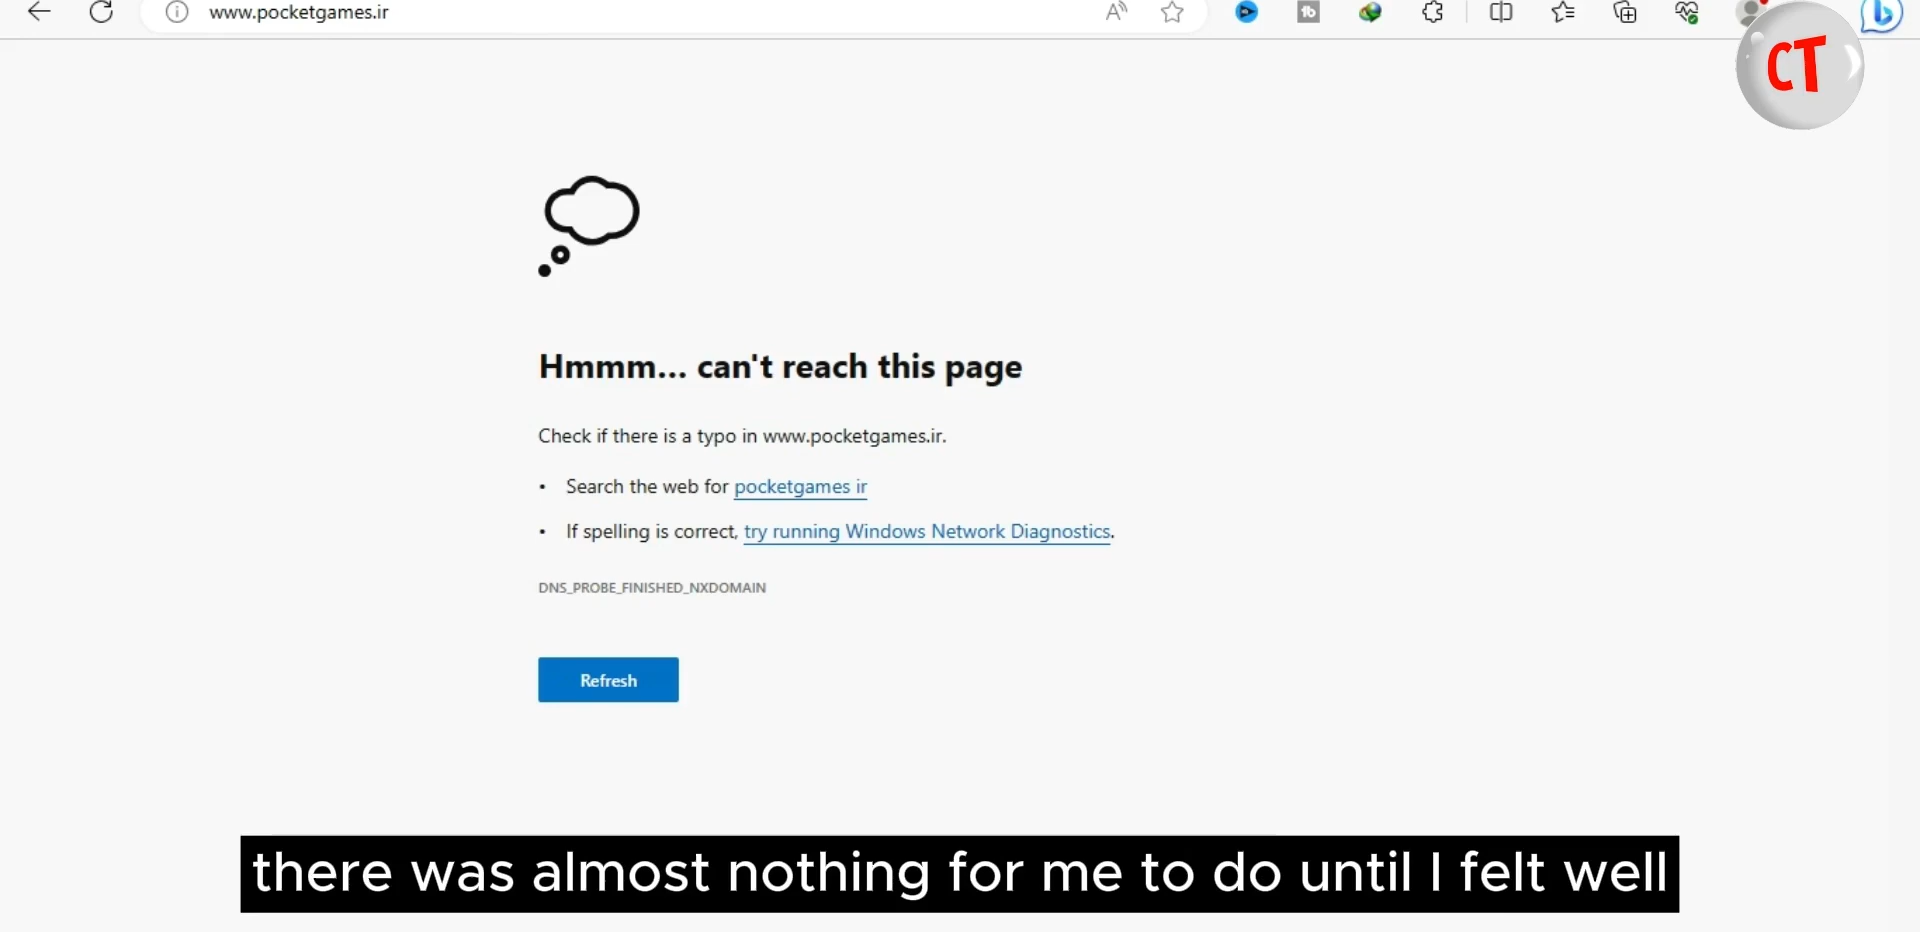 www.pocketgames.ir
CT
Hmmm... can't reach this page
Check if there is a typo in www.pocketgames.ir.
• Search the web for pocketgames ir
• If spelling is correct, try running Windows Network Diagnostics.
DNS_PROBE_FINISHED_NXDOMAIN
Refresh
there was almost nothing for me to do until I felt well